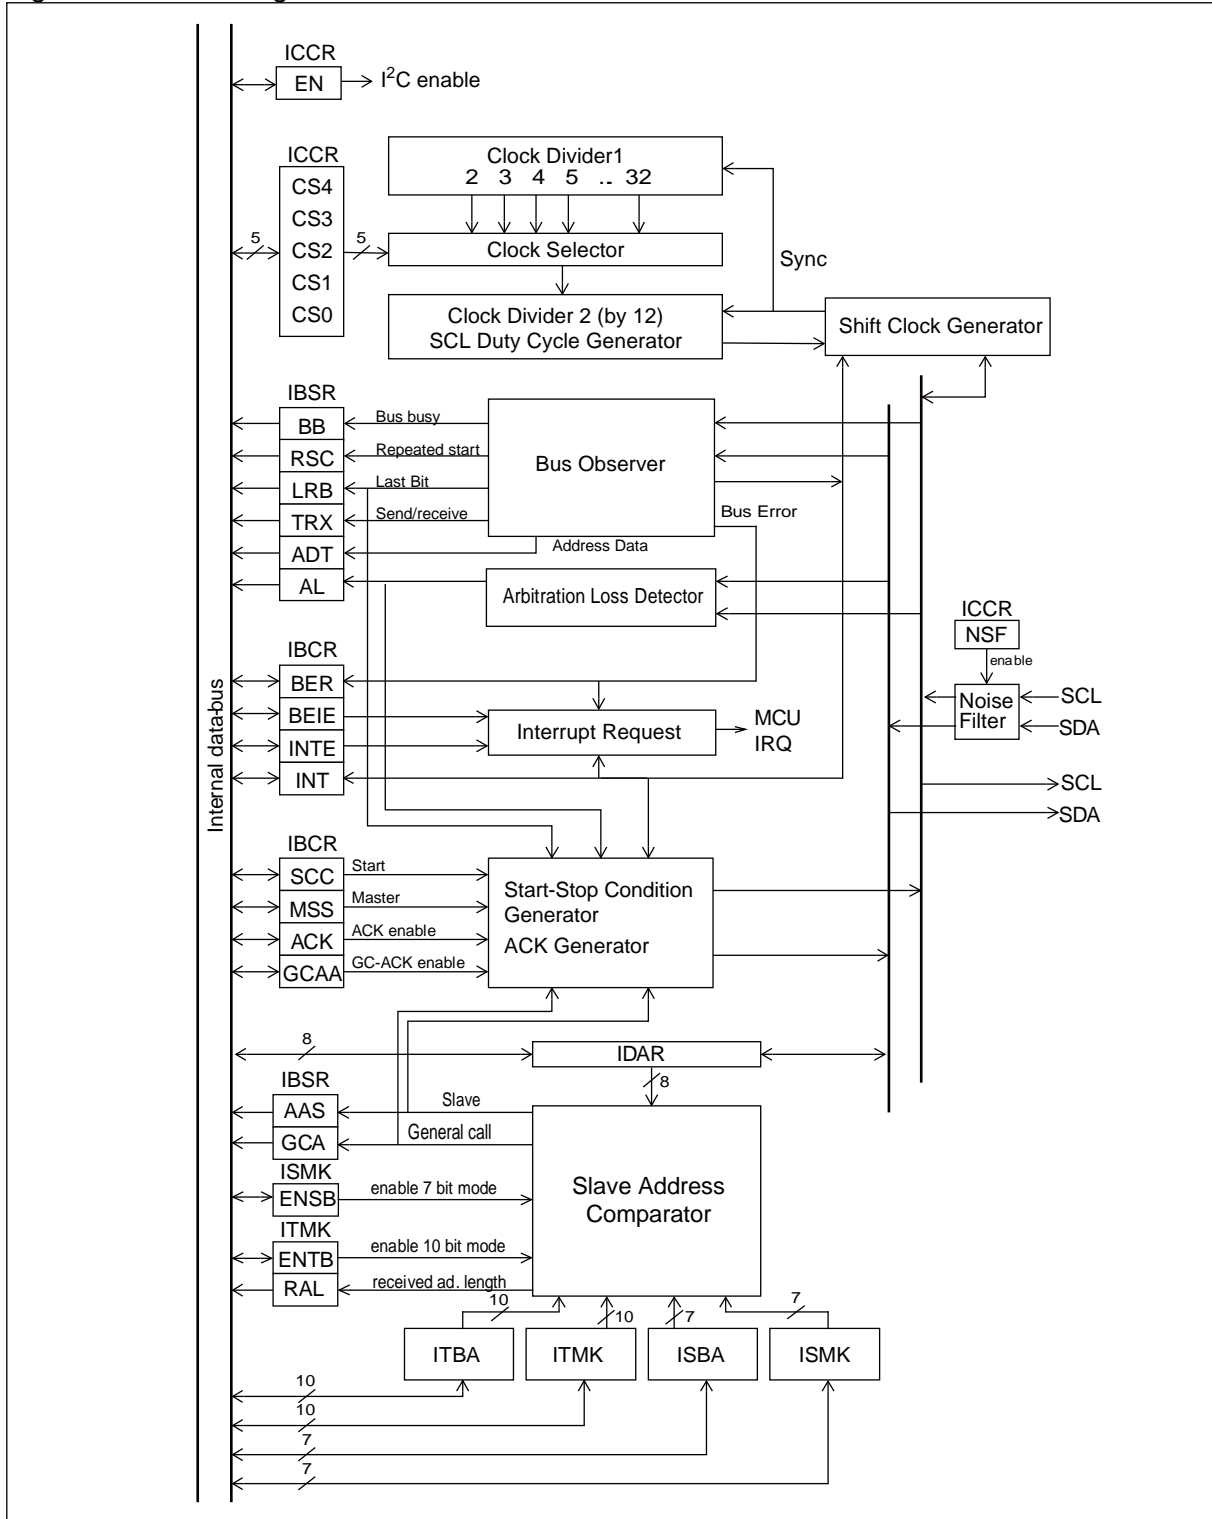 ICCR
EN
I2C enable
ICCR
CS4
CS3
CS2
CS1
CS0
5
5
Clock Divider1
2 3 4 5 .. 32
Clock Selector
Sync
Clock Divider 2 (by 12)
SCL Duty Cycle Generator
Shift Clock Generator
IBSR
BB
Bus busy
RSC
Repeated start
LRB
Last Bit
TRX
Send/receive
ADT
Address Data
AL
Bus Observer
Bus Error
Arbitration Loss Detector
ICCR
NSF
enable
Noise
Filter
SCL
SDA
SCL
SDA
IBCR
BER
BEIE
INTE
INT
Interrupt Request
MCU
IRQ
Internal data-bus
IBCR
SCC
Start
MSS
Master
ACK
ACK enable
GCAA
GC-ACK enable
Start-Stop Condition
Generator
ACK Generator
8
IDAR
8
IBSR
AAS
Slave
GCA
General call
ISMK
ENSB
enable 7 bit mode
ITMK
ENTB
enable 10 bit mode
RAL
received ad. length
Slave Address
Comparator
10
10
7
7
ITBA
ITMK
ISBA
ISMK
10
10
7
7